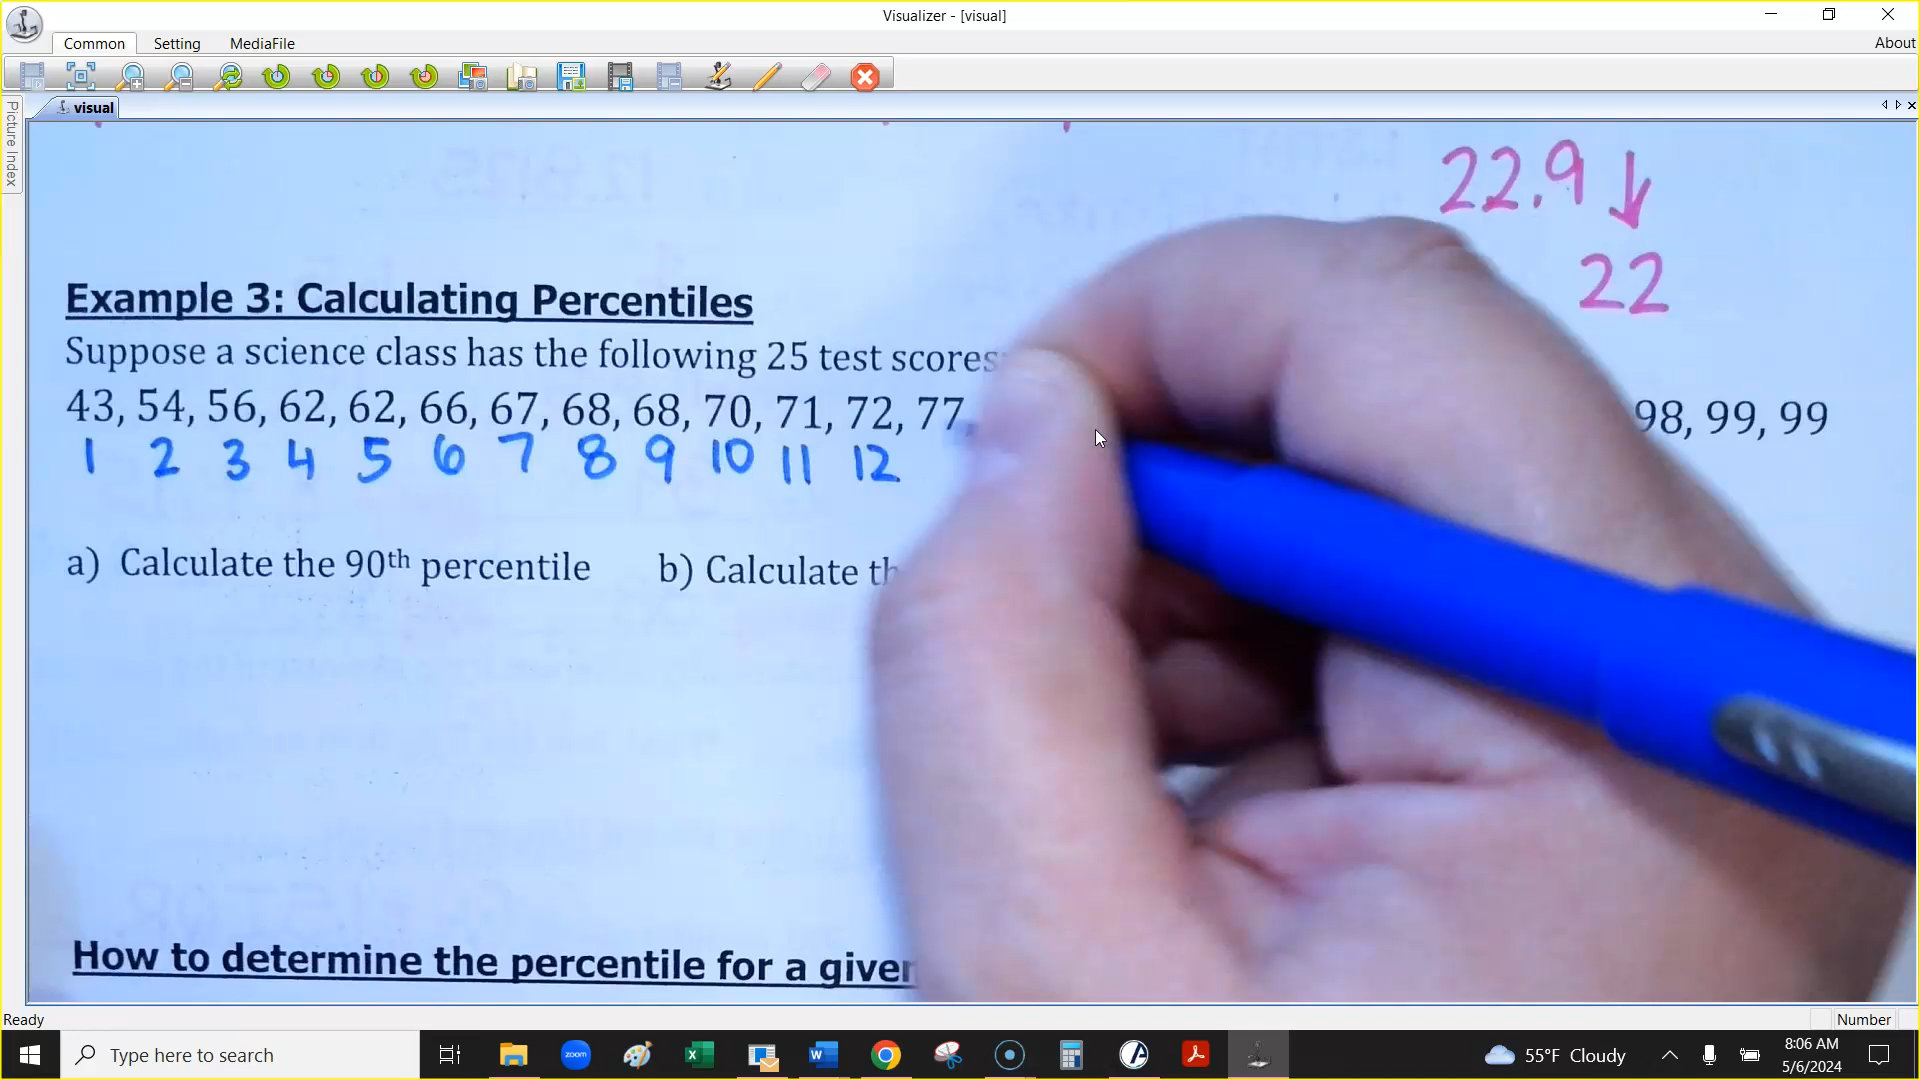 Visualizer - [visual]
Common Setting MediaFile About
Picture Index
visual
22.9 ↓
22
Example 3: Calculating Percentiles
Suppose a science class has the following 25 test scores
43, 54, 56, 62, 62, 66, 67, 68, 68, 70, 71, 72, 77, 98, 99, 99
1 2 3 4 5 6 7 8 9 10 11 12
a) Calculate the 90th percentile b) Calculate
How to determine the percentile for a given
Ready Number
Type here to search
zoom
55°F Cloudy
8:06 AM
5/6/2024